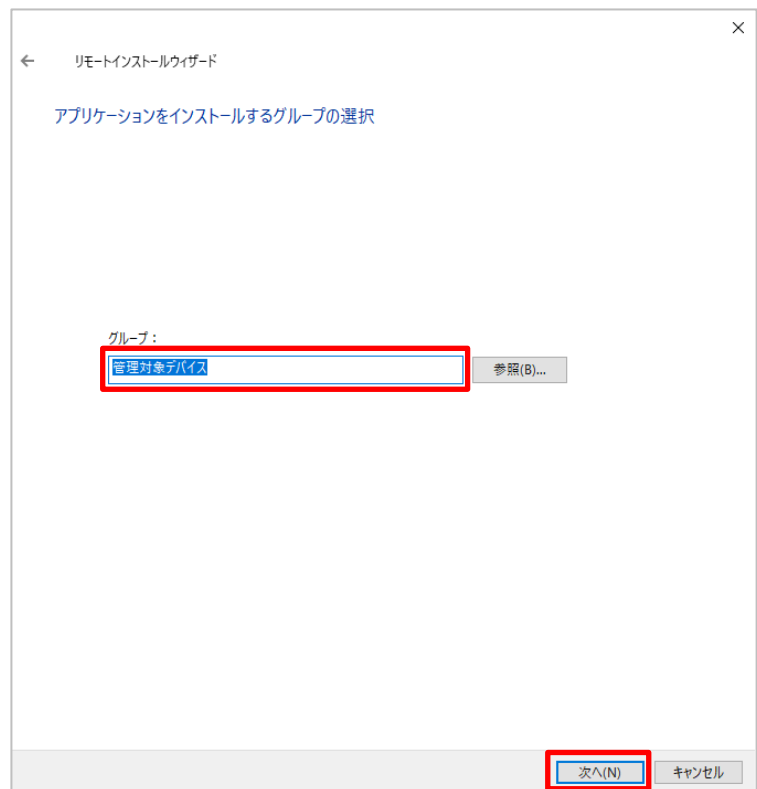 リモートインストールウィザード
アプリケーションをインストールするグループの選択
グループ：
管理対象デバイス
参照(B)...
次へ(N)
キャンセル